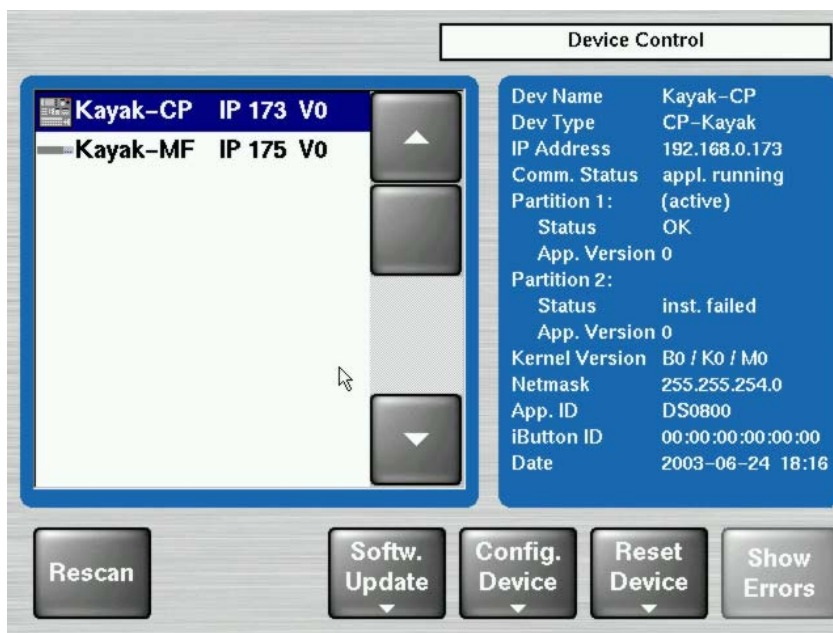 Device Control
Kayak-CP IP 173 V0
Kayak-MF IP 175 V0
Dev Name Kayak-CP
Dev Type CP-Kayak
IP Address 192.168.0.173
Comm. Status appl. running
Partition 1: (active)
Status OK
App. Version 0
Partition 2:
Status inst. failed
App. Version 0
Kernel Version B0 / K0 / M0
Netmask 255.255.254.0
App. ID DS0800
iButton ID 00:00:00:00:00:00
Date 2003-06-24 18:16
Rescan
Softw.
Update
Config.
Device
Reset
Device
Show
Errors